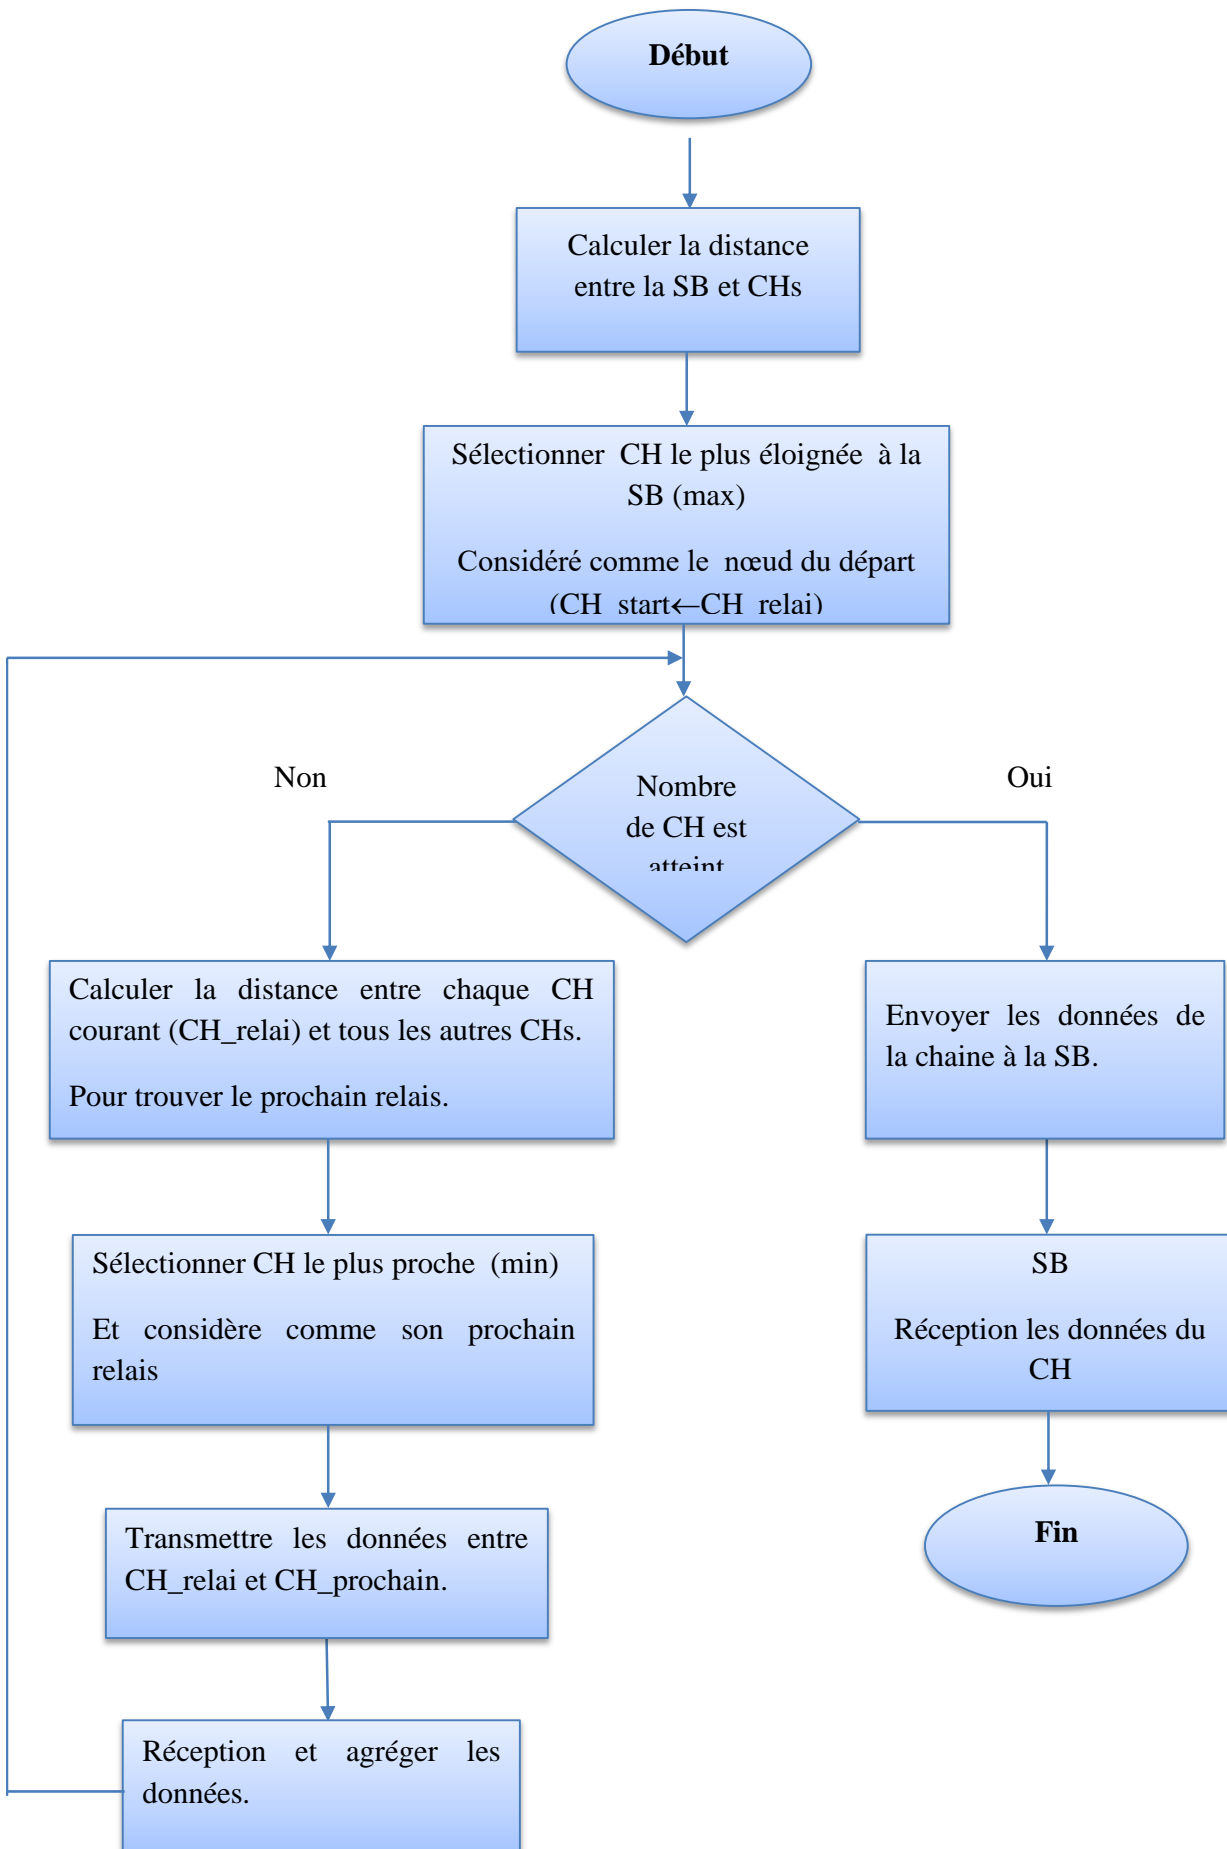 Début
Calculer la distance
entre la SB et CHs
Sélectionner CH le plus éloignée à la
SB (max)
Considéré comme le nœud du départ
(CH_start←CH_relai)
Non
Oui
Nombre
de CH est
atteint
Calculer la distance entre chaque CH
courant (CH_relai) et tous les autres CHs.
Pour trouver le prochain relais.
Envoyer les données de
la chaine à la SB.
Sélectionner CH le plus proche (min)
Et considère comme son prochain
relais
SB
Réception les données du
CH
Transmettre les données entre
CH_relai et CH_prochain.
Fin
Réception et agréger les
données.